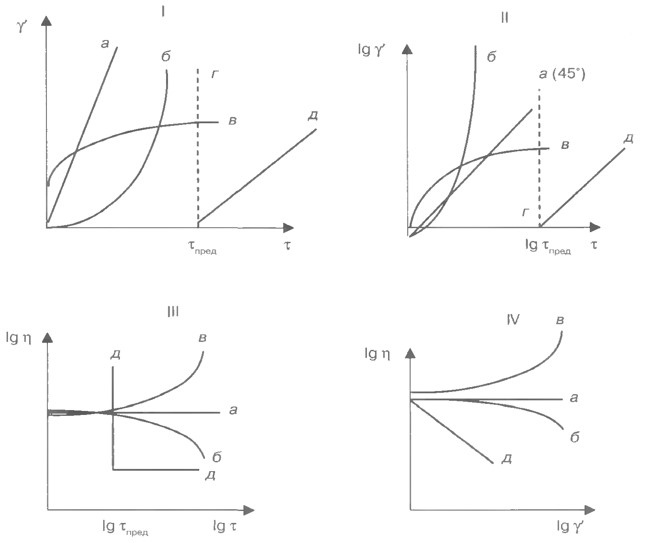 I
γ'
а
б
г
в
д
τпред
τ
II
lg γ'
б
а (45°)
в
д
г
lg τпред
τ
III
lg η
в
д
а
б
д
lg τпред
lg τ
IV
lg η
в
а
б
д
lg γ'